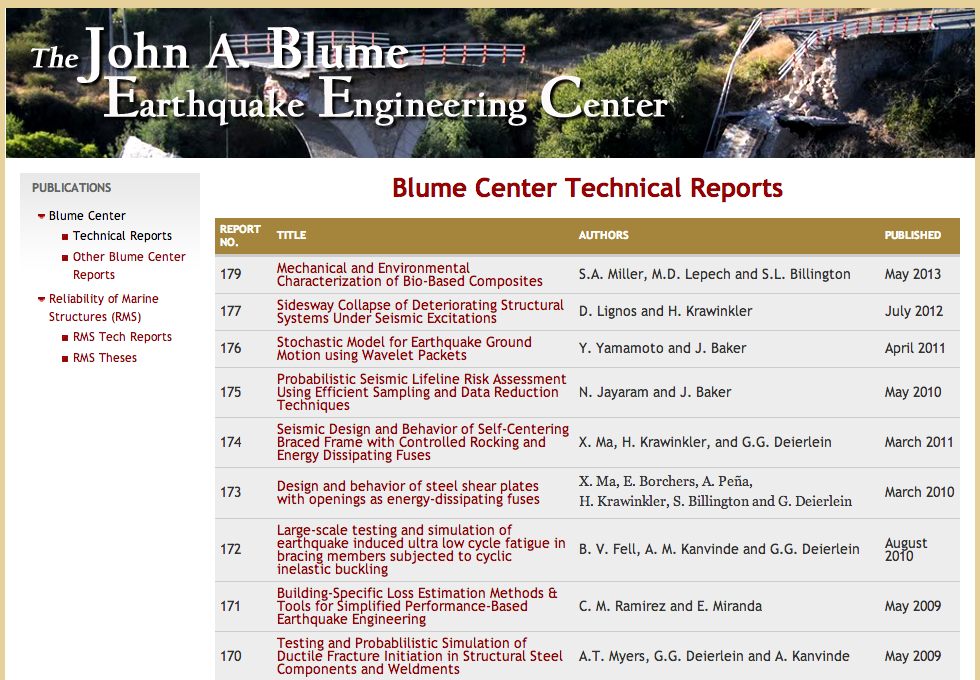 The John A. Blume
Earthquake Engineering Center
PUBLICATIONS
Blume Center
Technical Reports
Other Blume Center
Reports
Reliability of Marine
Structures (RMS)
RMS Tech Reports
RMS Theses
Blume Center Technical Reports
REPORT
NO.
TITLE
AUTHORS
PUBLISHED
179
Mechanical and Environmental
Characterization of Bio-Based Composites
S.A. Miller, M.D. Lepech and S.L. Billington
May 2013
177
Sidesway Collapse of Deteriorating Structural
Systems Under Seismic Excitations
D. Lignos and H. Krawinkler
July 2012
176
Stochastic Model for Earthquake Ground
Motion using Wavelet Packets
Y. Yamamoto and J. Baker
April 2011
175
Probabilistic Seismic Lifeline Risk Assessment
Using Efficient Sampling and Data Reduction
Techniques
N. Jayaram and J. Baker
May 2010
174
Seismic Design and Behavior of Self-Centering
Braced Frame with Controlled Rocking and
Energy Dissipating Fuses
X. Ma, H. Krawinkler, and G.G. Deierlein
March 2011
173
Design and behavior of steel shear plates
with openings as energy-dissipating fuses
X. Ma, E. Borchers, A. Peña,
H. Krawinkler, S. Billington and G. Deierlein
March 2010
172
Large-scale testing and simulation of
earthquake induced ultra low cycle fatigue in
bracing members subjected to cyclic
inelastic buckling
B. V. Fell, A. M. Kanvinde and G.G. Deierlein
August
2010
171
Building-Specific Loss Estimation Methods &
Tools for Simplified Performance-Based
Earthquake Engineering
C. M. Ramirez and E. Miranda
May 2009
170
Testing and Probablilistic Simulation of
Ductile Fracture Initiation in Structural Steel
Components and Weldments
A.T. Myers, G.G. Deierlein and A. Kanvinde
May 2009